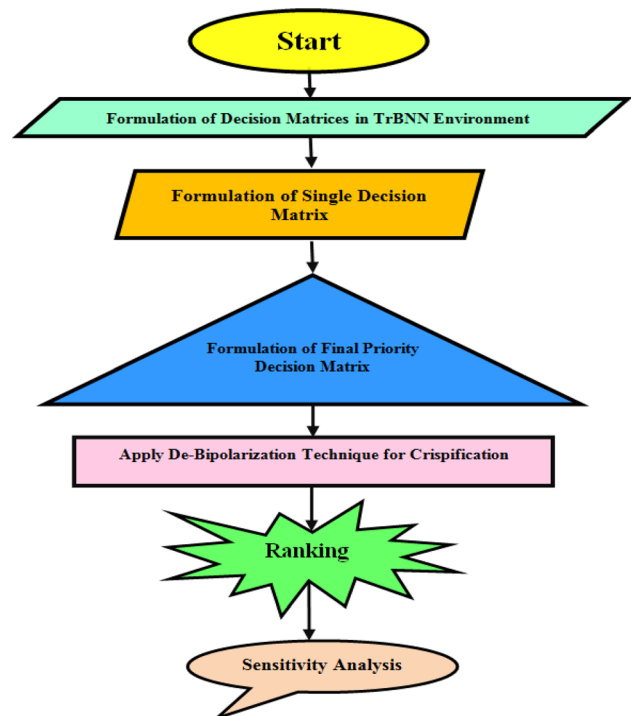 Start
Formulation of Decision Matrices in TrBNN Environment
Formulation of Single Decision
Matrix
Formulation of Final Priority
Decision Matrix
Apply De-Bipolarization Technique for Crispification
Ranking
Sensitivity Analysis